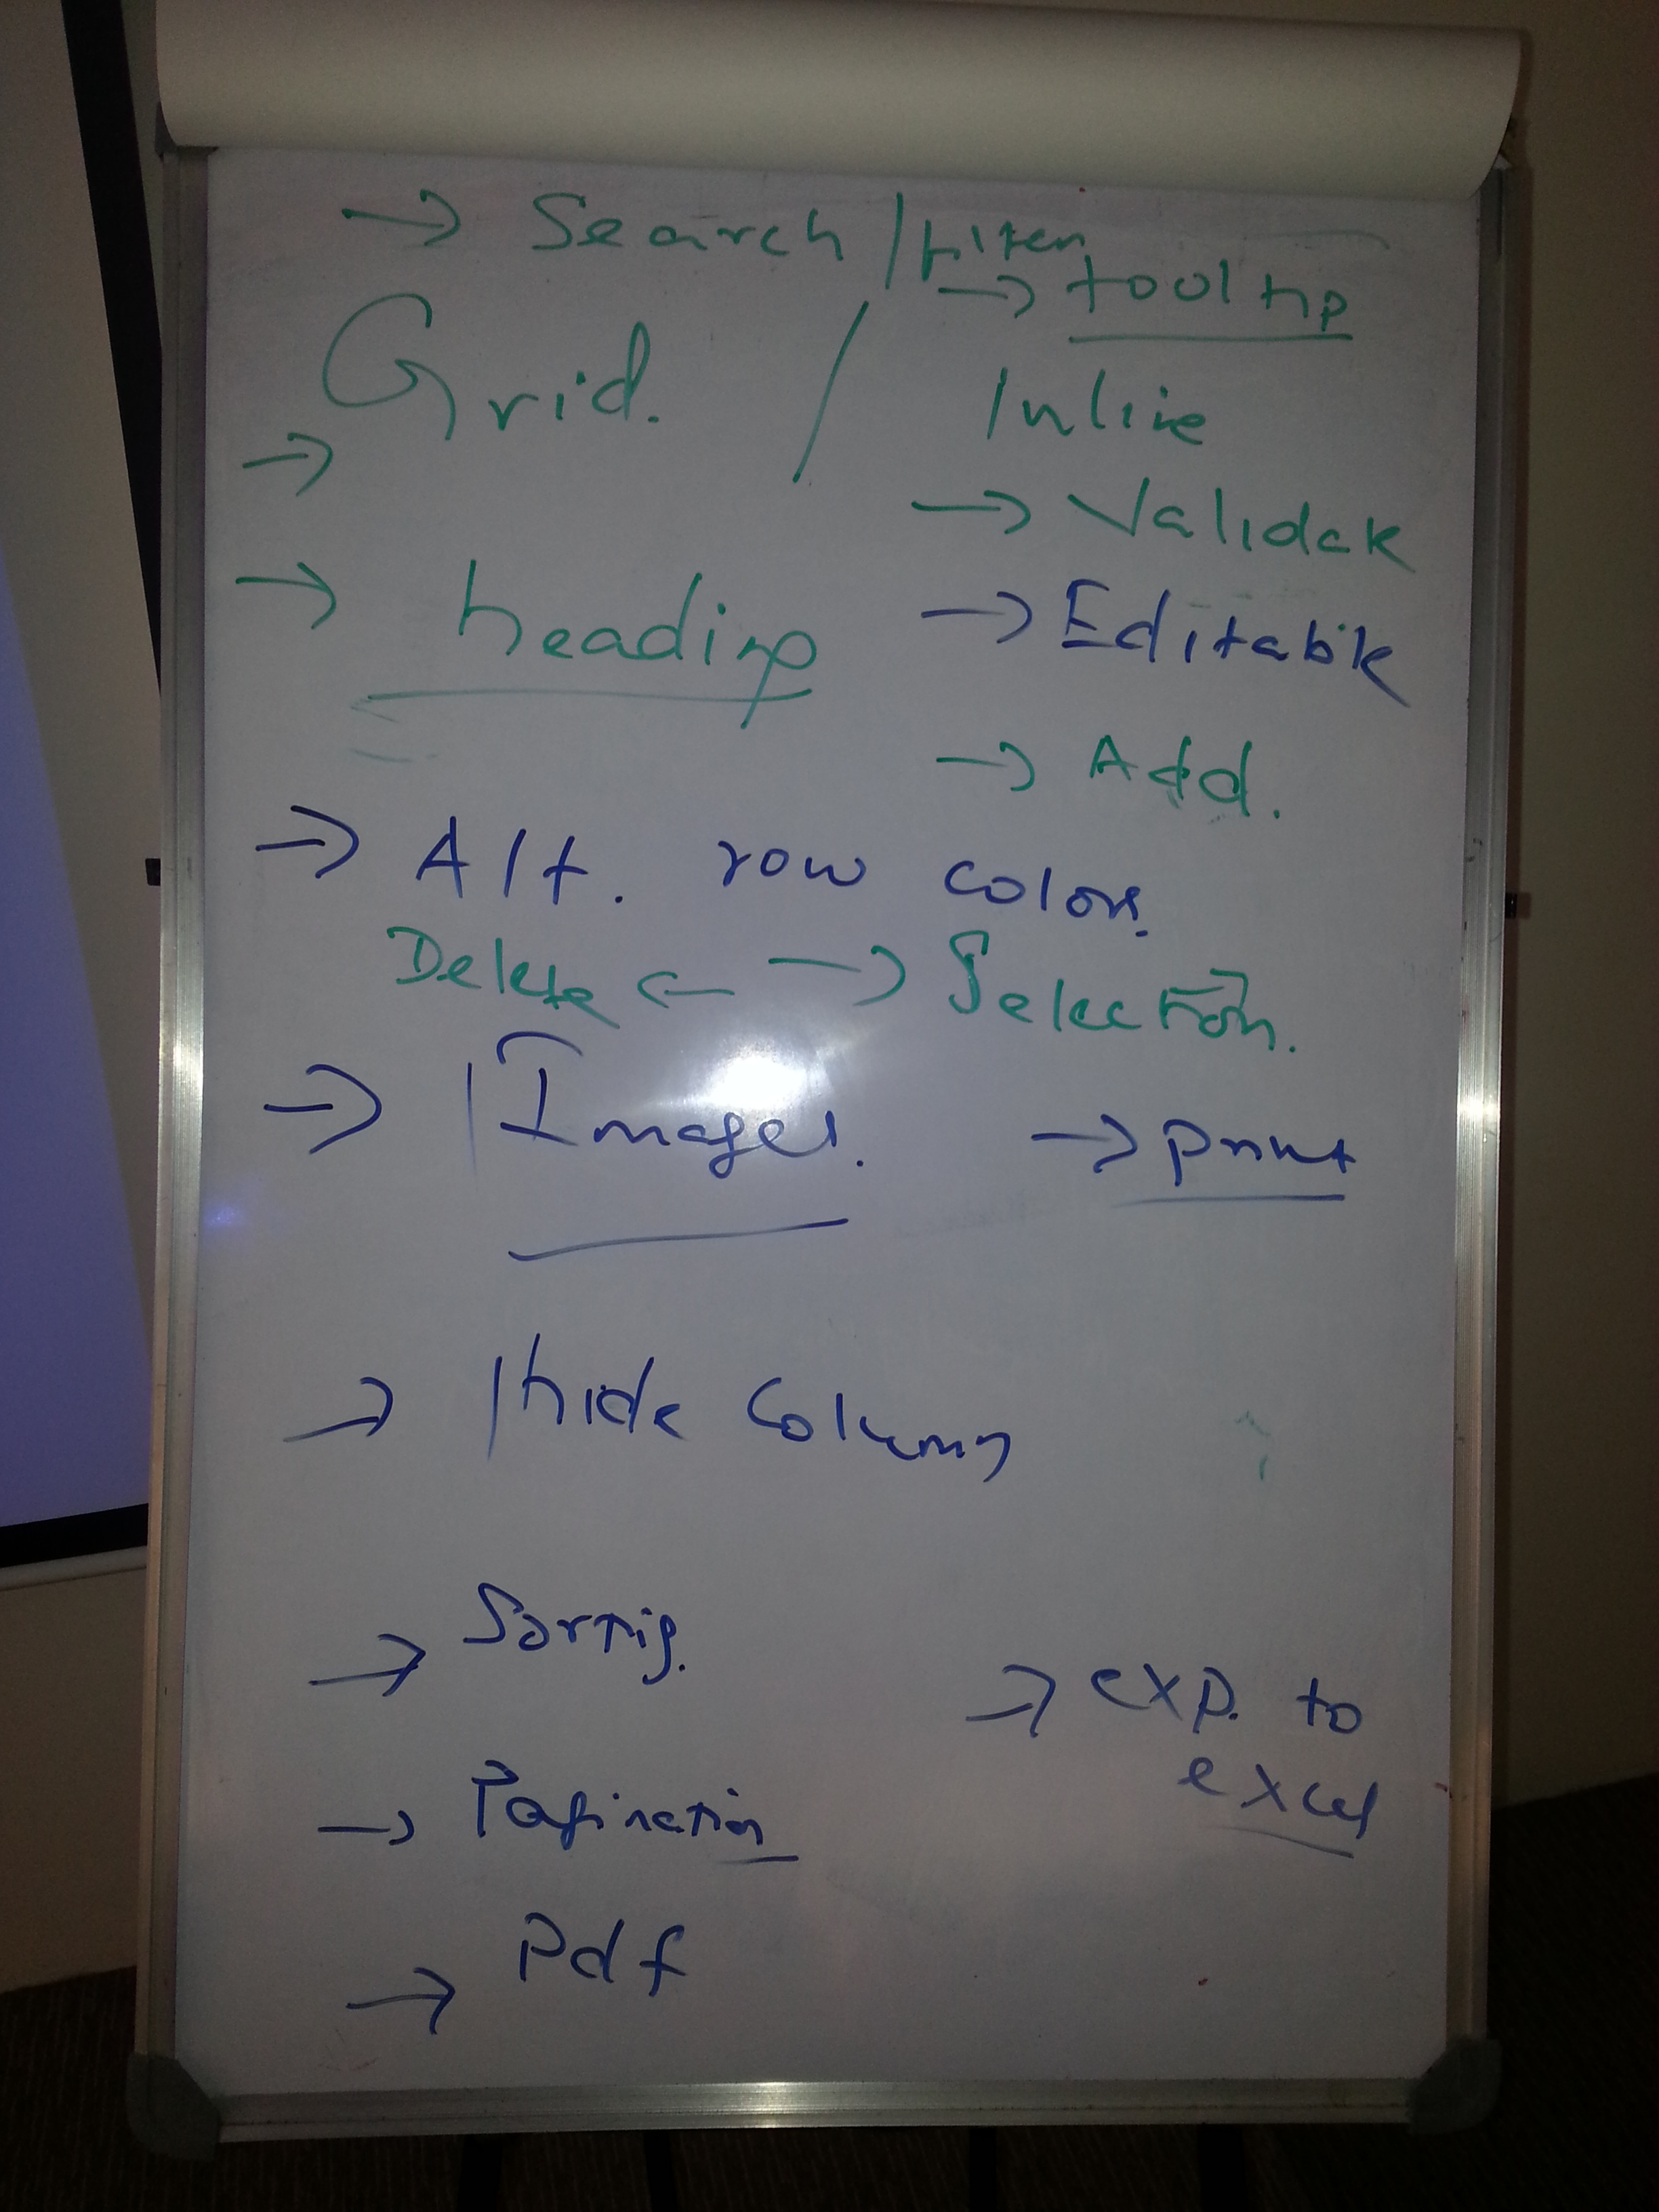 → Search / filter
→ tooltip
→ Grid. / Inline
→ Validate
→ heading
→ Editable
→ Add.
→ Alt. row colors
Delete ← → Selection.
→ Images.
→ Print
→ hide Columns
→ Sorting.
→ exp. to
excel
→ Pagination
→ Pdf